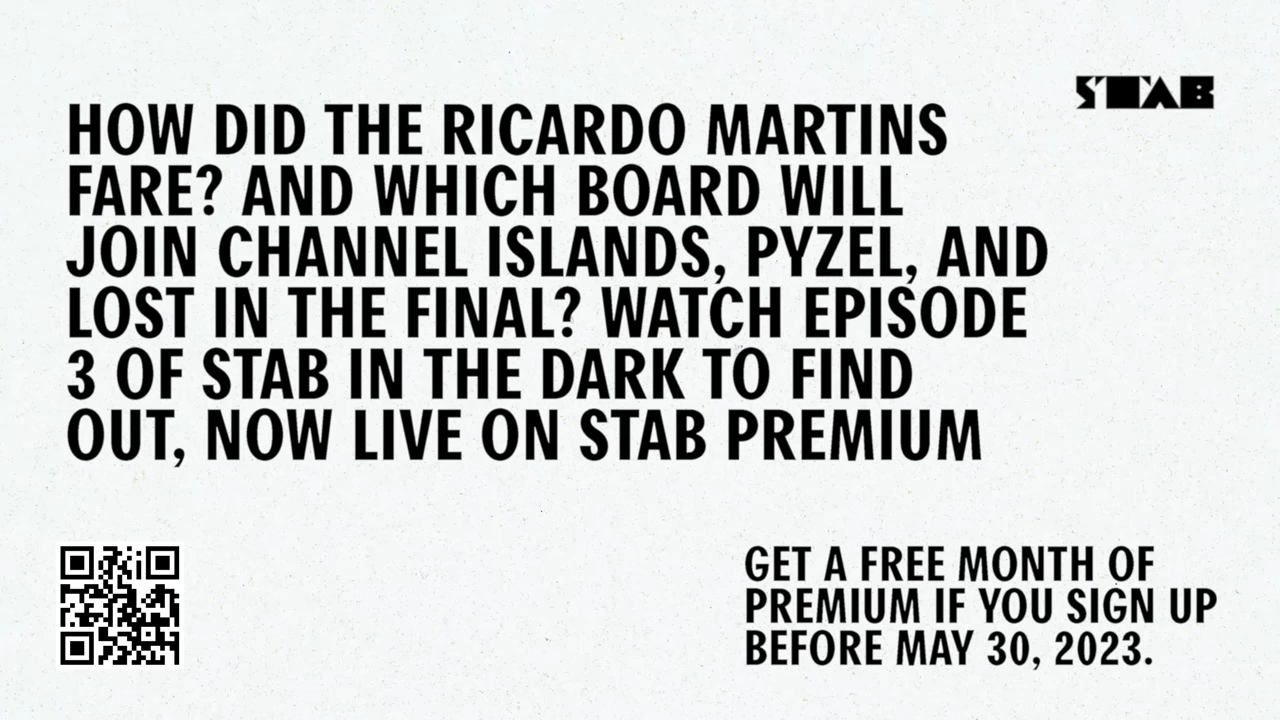 STAB
HOW DID THE RICARDO MARTINS
FARE? AND WHICH BOARD WILL
JOIN CHANNEL ISLANDS, PYZEL, AND
LOST IN THE FINAL? WATCH EPISODE
3 OF STAB IN THE DARK TO FIND
OUT, NOW LIVE ON STAB PREMIUM
GET A FREE MONTH OF
PREMIUM IF YOU SIGN UP
BEFORE MAY 30, 2023.